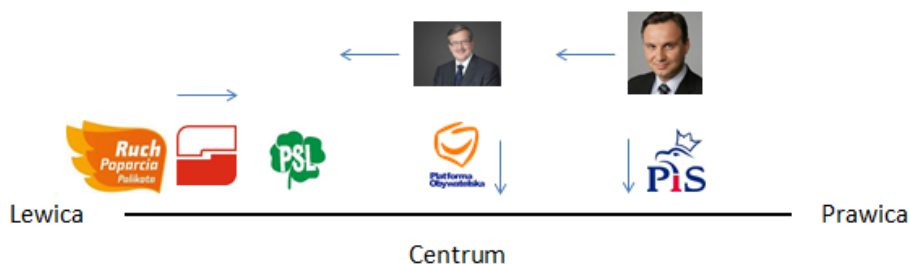 Ruch
Poparcia
Palikota
PSL
Platforma
Obywatelska
PiS
Lewica
Prawica
Centrum